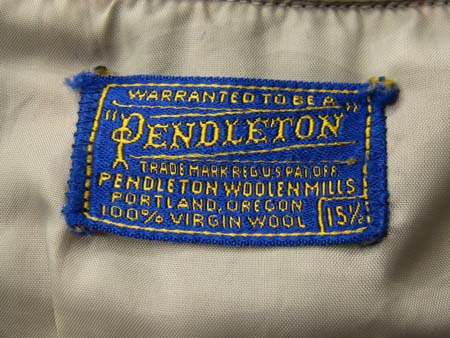 WARRANTED TO BE A
"PENDLETON"
TRADE MARK REG. U.S. PAT. OFF.
PENDLETON WOOLEN MILLS
PORTLAND, OREGON
100% VIRGIN WOOL 15½